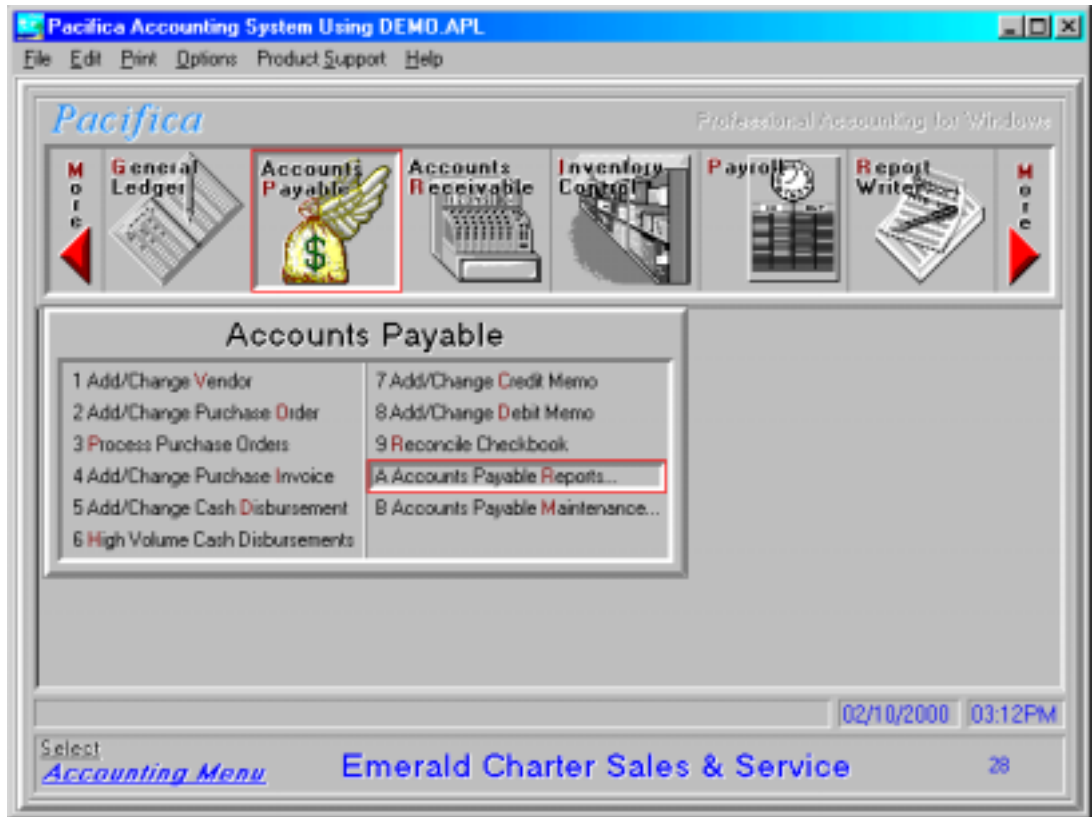 Pacifica Accounting System Using DEMO.APL
File Edit Print Options Product Support Help
Pacifica
Professional Accounting for Windows
More
General Ledger
Accounts Payable
Accounts Receivable
Inventory Control
Payroll
Report Writer
More
Accounts Payable
1 Add/Change Vendor
2 Add/Change Purchase Order
3 Process Purchase Orders
4 Add/Change Purchase Invoice
5 Add/Change Cash Disbursement
6 High Volume Cash Disbursements
7 Add/Change Credit Memo
8 Add/Change Debit Memo
9 Reconcile Checkbook
A Accounts Payable Reports...
B Accounts Payable Maintenance...
02/10/2000 03:12PM
Select
Accounting Menu
Emerald Charter Sales & Service
28